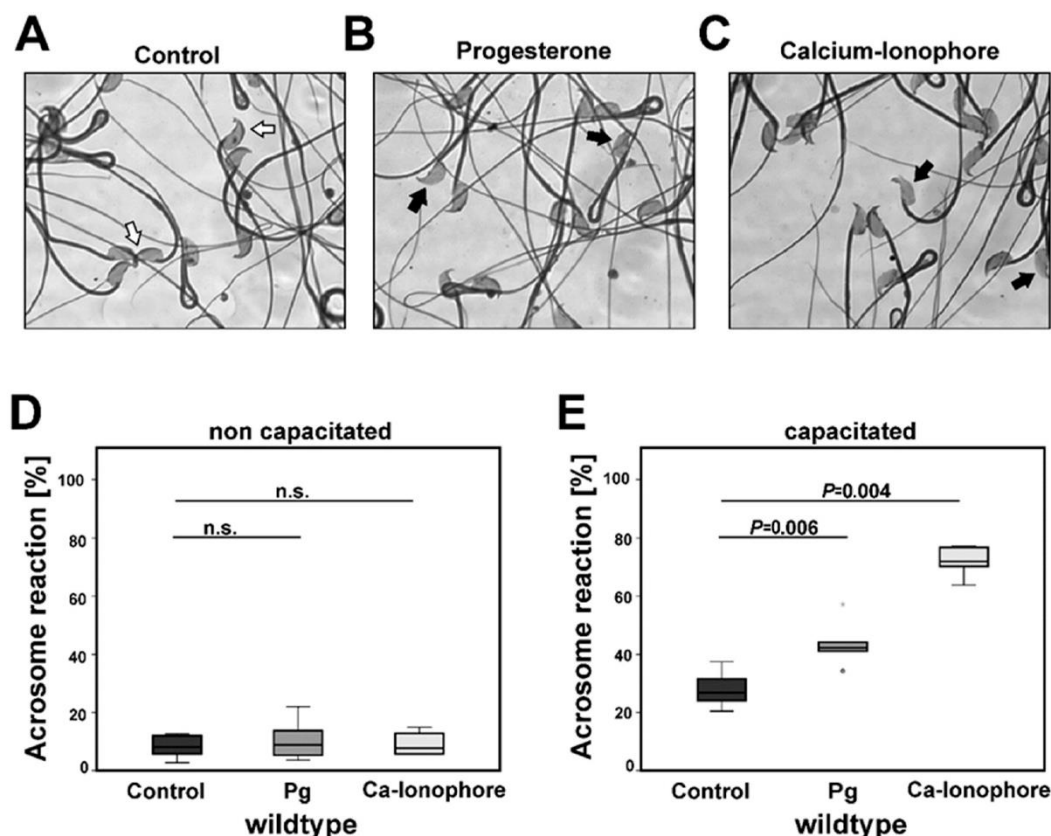 A
Control
B
Progesterone
C
Calcium-Ionophore
D
non capacitated
Acrosome reaction [%]
100
80
60
40
20
0
n.s.
n.s.
Control
Pg
Ca-Ionophore
wildtype
E
capacitated
Acrosome reaction [%]
100
80
60
40
20
0
P=0.004
P=0.006
Control
Pg
Ca-Ionophore
wildtype